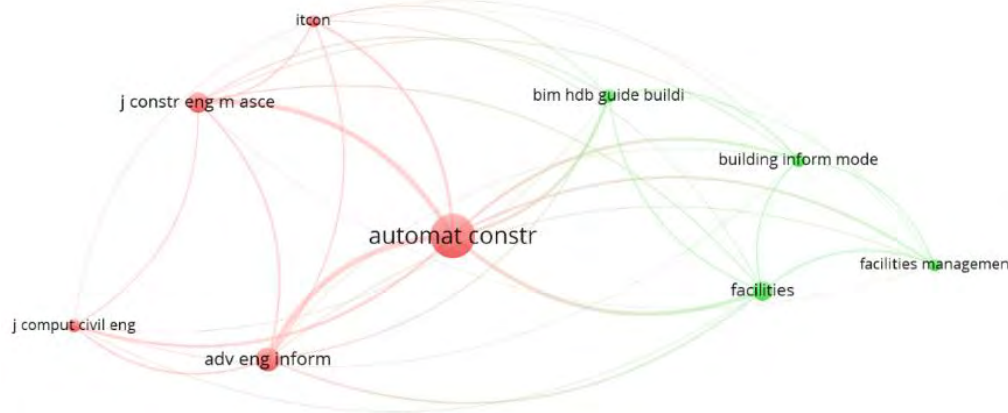 itcon
bim hdb guide buildi
j constr eng m asce
building inform mode
automat constr
facilities managemen
facilities
j comput civil eng
adv eng inform